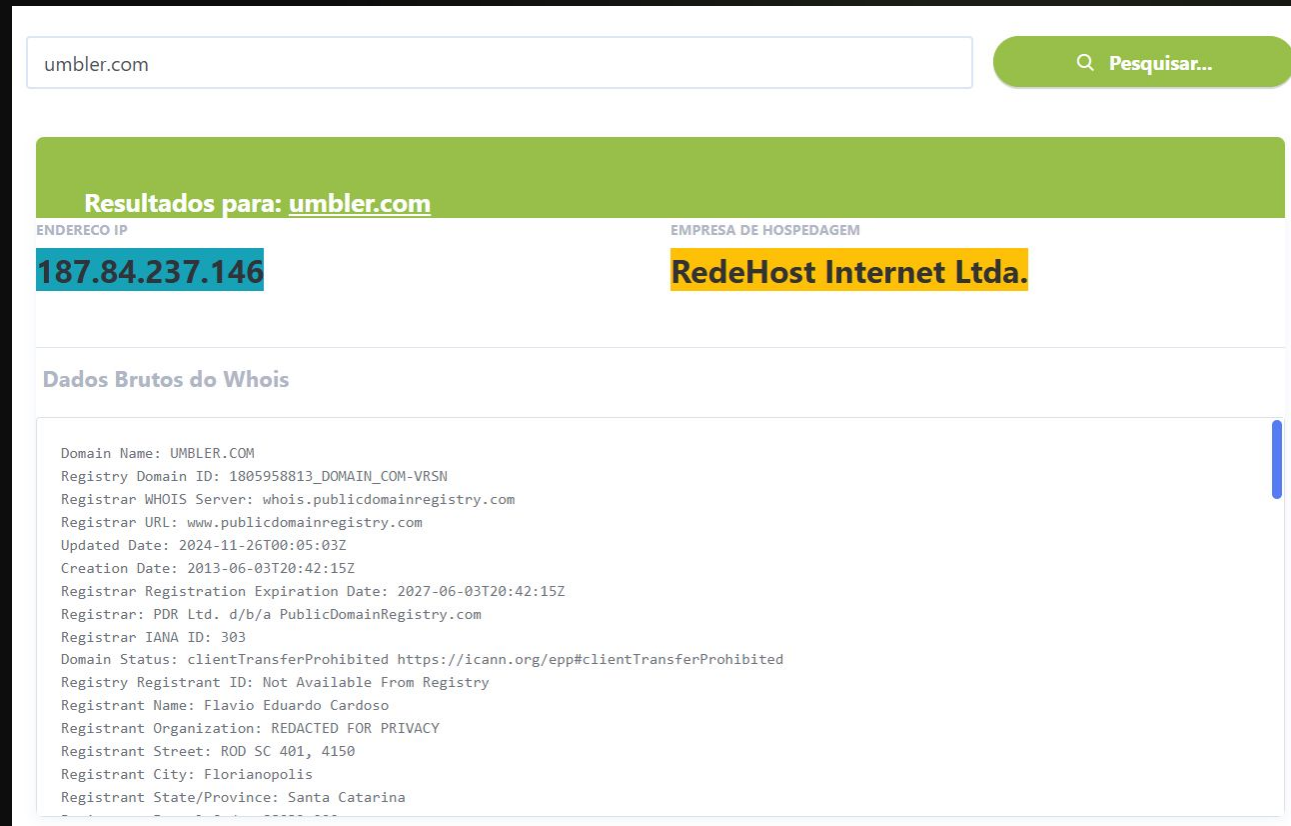 umbler.com
Pesquisar...
Resultados para: umbler.com
ENDERECO IP
187.84.237.146
EMPRESA DE HOSPEDAGEM
RedeHost Internet Ltda.
Dados Brutos do Whois
Domain Name: UMBLER.COM
Registry Domain ID: 1805958813_DOMAIN_COM-VRSN
Registrar WHOIS Server: whois.publicdomainregistry.com
Registrar URL: www.publicdomainregistry.com
Updated Date: 2024-11-26T00:05:03Z
Creation Date: 2013-06-03T20:42:15Z
Registrar Registration Expiration Date: 2027-06-03T20:42:15Z
Registrar: PDR Ltd. d/b/a PublicDomainRegistry.com
Registrar IANA ID: 303
Domain Status: clientTransferProhibited https://icann.org/epp#clientTransferProhibited
Registry Registrant ID: Not Available From Registry
Registrant Name: Flavio Eduardo Cardoso
Registrant Organization: REDACTED FOR PRIVACY
Registrant Street: ROD SC 401, 4150
Registrant City: Florianopolis
Registrant State/Province: Santa Catarina